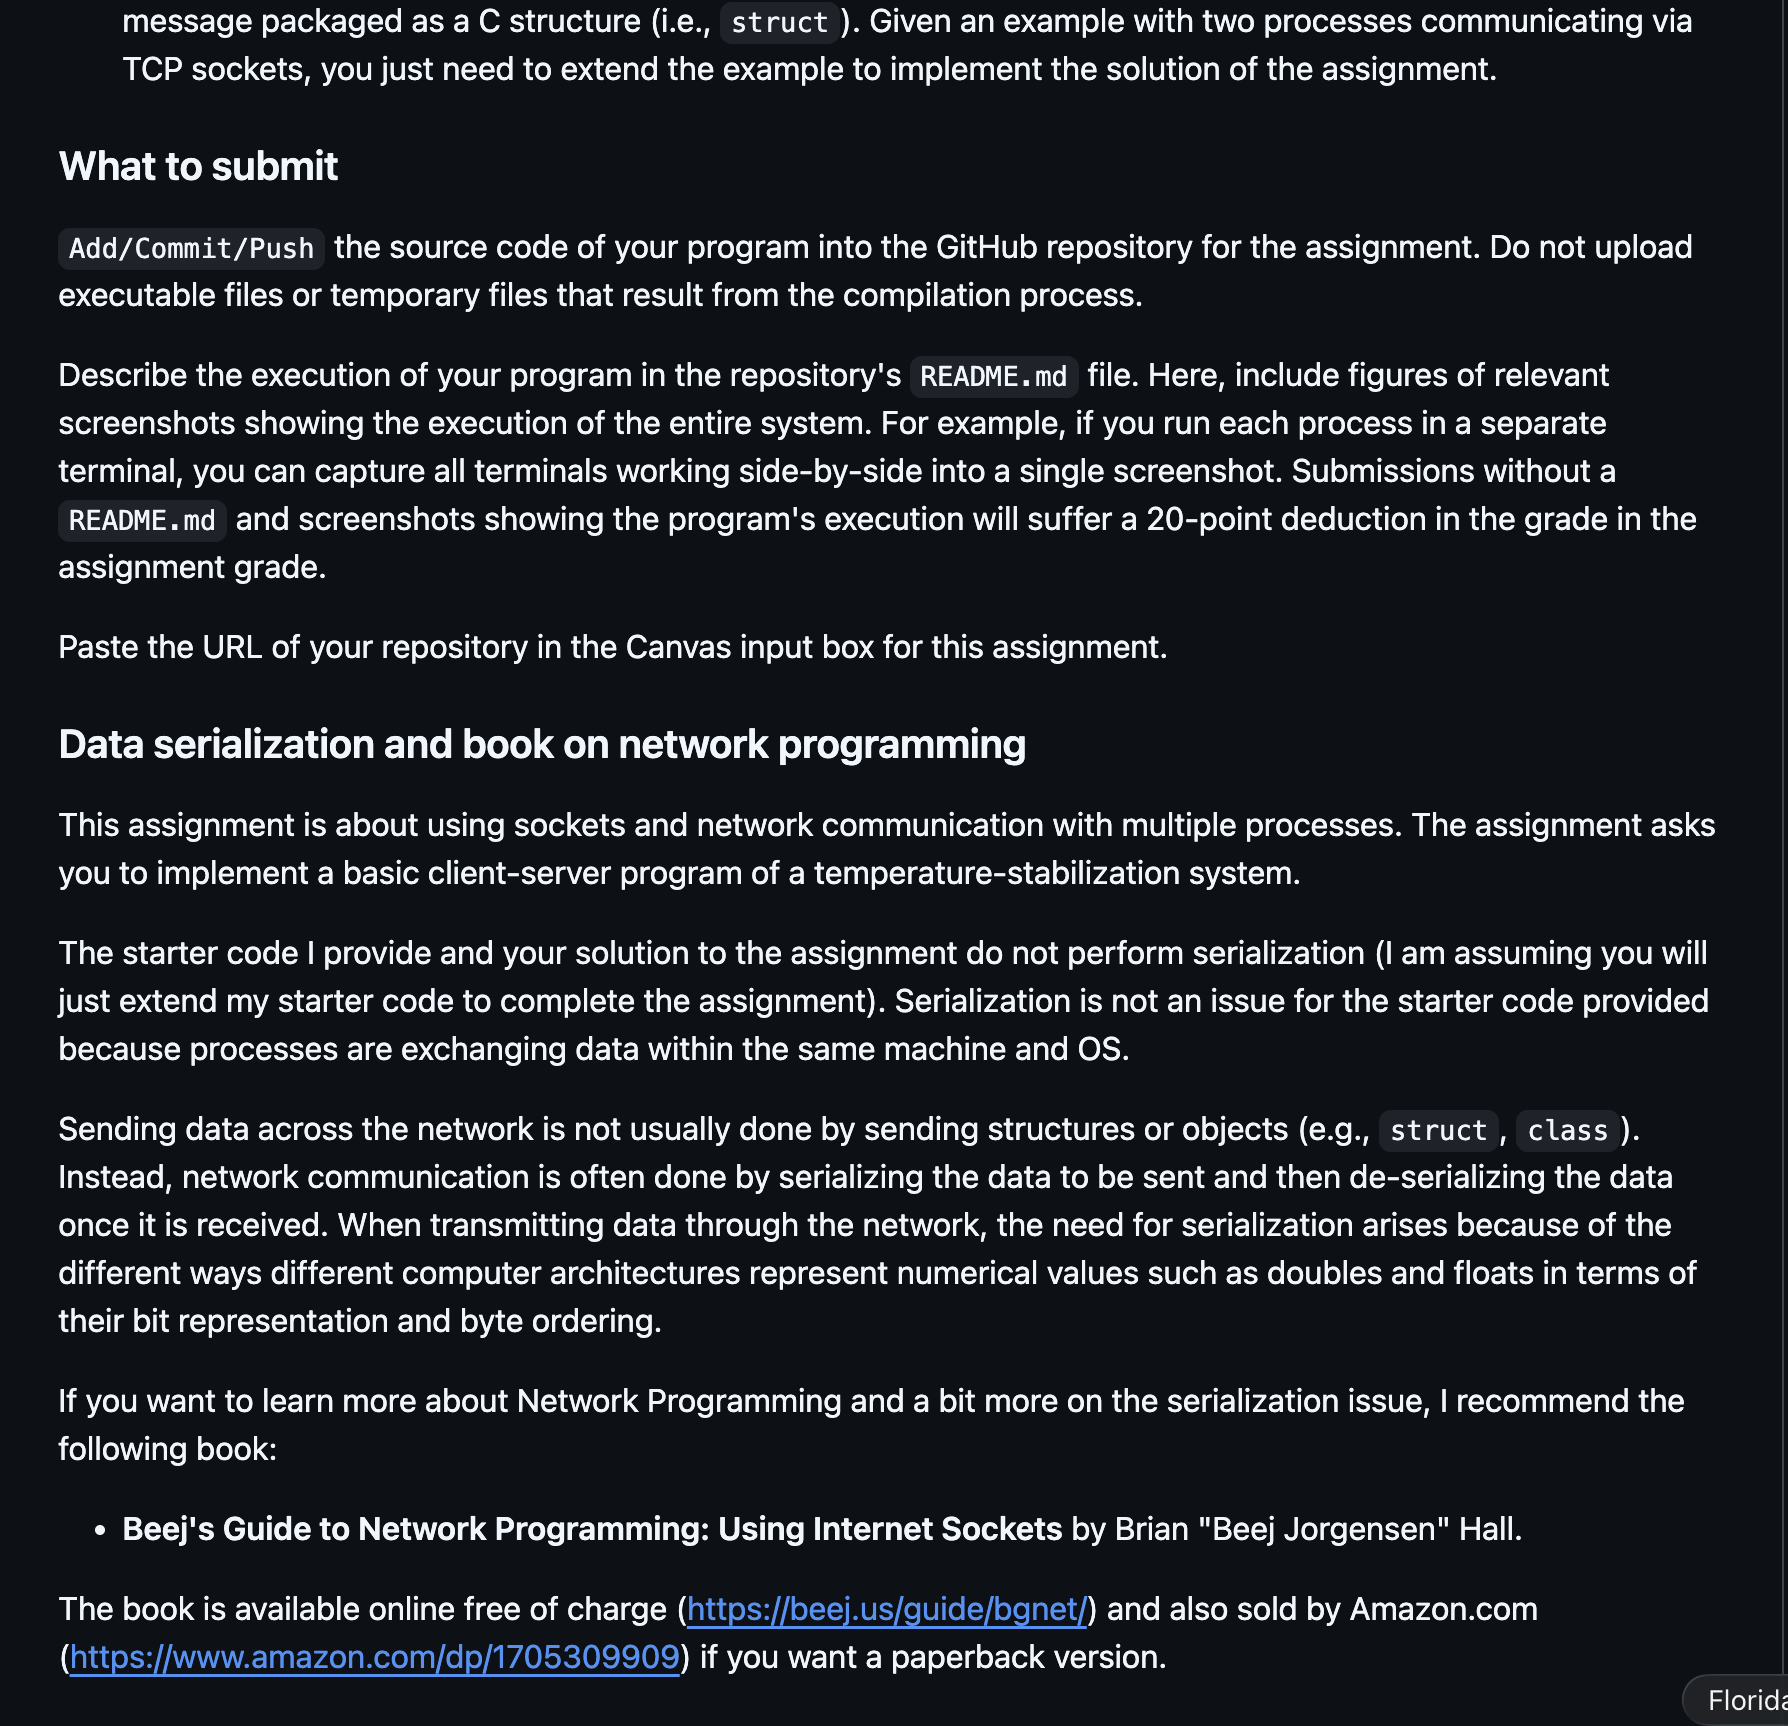 message packaged as a C structure (i.e., struct). Given an example with two processes communicating via
TCP sockets, you just need to extend the example to implement the solution of the assignment.
What to submit
Add/Commit/Push the source code of your program into the GitHub repository for the assignment. Do not upload
executable files or temporary files that result from the compilation process.
Describe the execution of your program in the repository's README.md file. Here, include figures of relevant
screenshots showing the execution of the entire system. For example, if you run each process in a separate
terminal, you can capture all terminals working side-by-side into a single screenshot. Submissions without a
README.md and screenshots showing the program's execution will suffer a 20-point deduction in the grade in the
assignment grade.
Paste the URL of your repository in the Canvas input box for this assignment.
Data serialization and book on network programming
This assignment is about using sockets and network communication with multiple processes. The assignment asks
you to implement a basic client-server program of a temperature-stabilization system.
The starter code I provide and your solution to the assignment do not perform serialization (I am assuming you will
just extend my starter code to complete the assignment). Serialization is not an issue for the starter code provided
because processes are exchanging data within the same machine and OS.
Sending data across the network is not usually done by sending structures or objects (e.g., struct, class).
Instead, network communication is often done by serializing the data to be sent and then de-serializing the data
once it is received. When transmitting data through the network, the need for serialization arises because of the
different ways different computer architectures represent numerical values such as doubles and floats in terms of
their bit representation and byte ordering.
If you want to learn more about Network Programming and a bit more on the serialization issue, I recommend the
following book:
• Beej's Guide to Network Programming: Using Internet Sockets by Brian "Beej Jorgensen" Hall.
The book is available online free of charge (https://beej.us/guide/bgnet/) and also sold by Amazon.com
(https://www.amazon.com/dp/1705309909) if you want a paperback version.
Florida